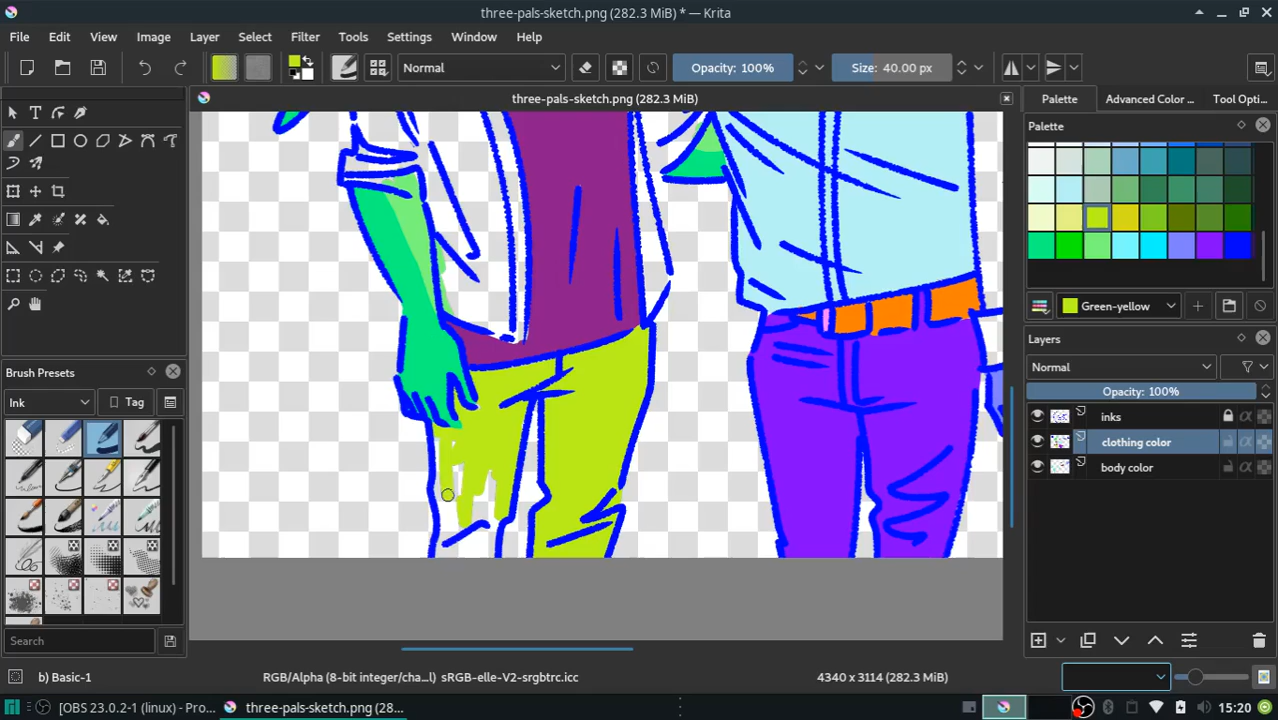 three-pals-sketch.png (282.3 MiB) * — Krita
File Edit View Image Layer Select Filter Tools Settings Window Help
Normal Opacity: 100% Size: 40.00 px
three-pals-sketch.png (282.3 MiB)
Palette Advanced Color ... Tool Opti...
Palette
Green-yellow
Layers
Normal
Opacity: 100%
inks
clothing color
body color
Brush Presets
Ink Tag
Search
b) Basic-1 RGB/Alpha (8-bit integer/cha...l) sRGB-elle-V2-srgbtrc.icc 4340 x 3114 (282.3 MiB)
[OBS 23.0.2-1 (linux) - Pro... three-pals-sketch.png (28... 15:20